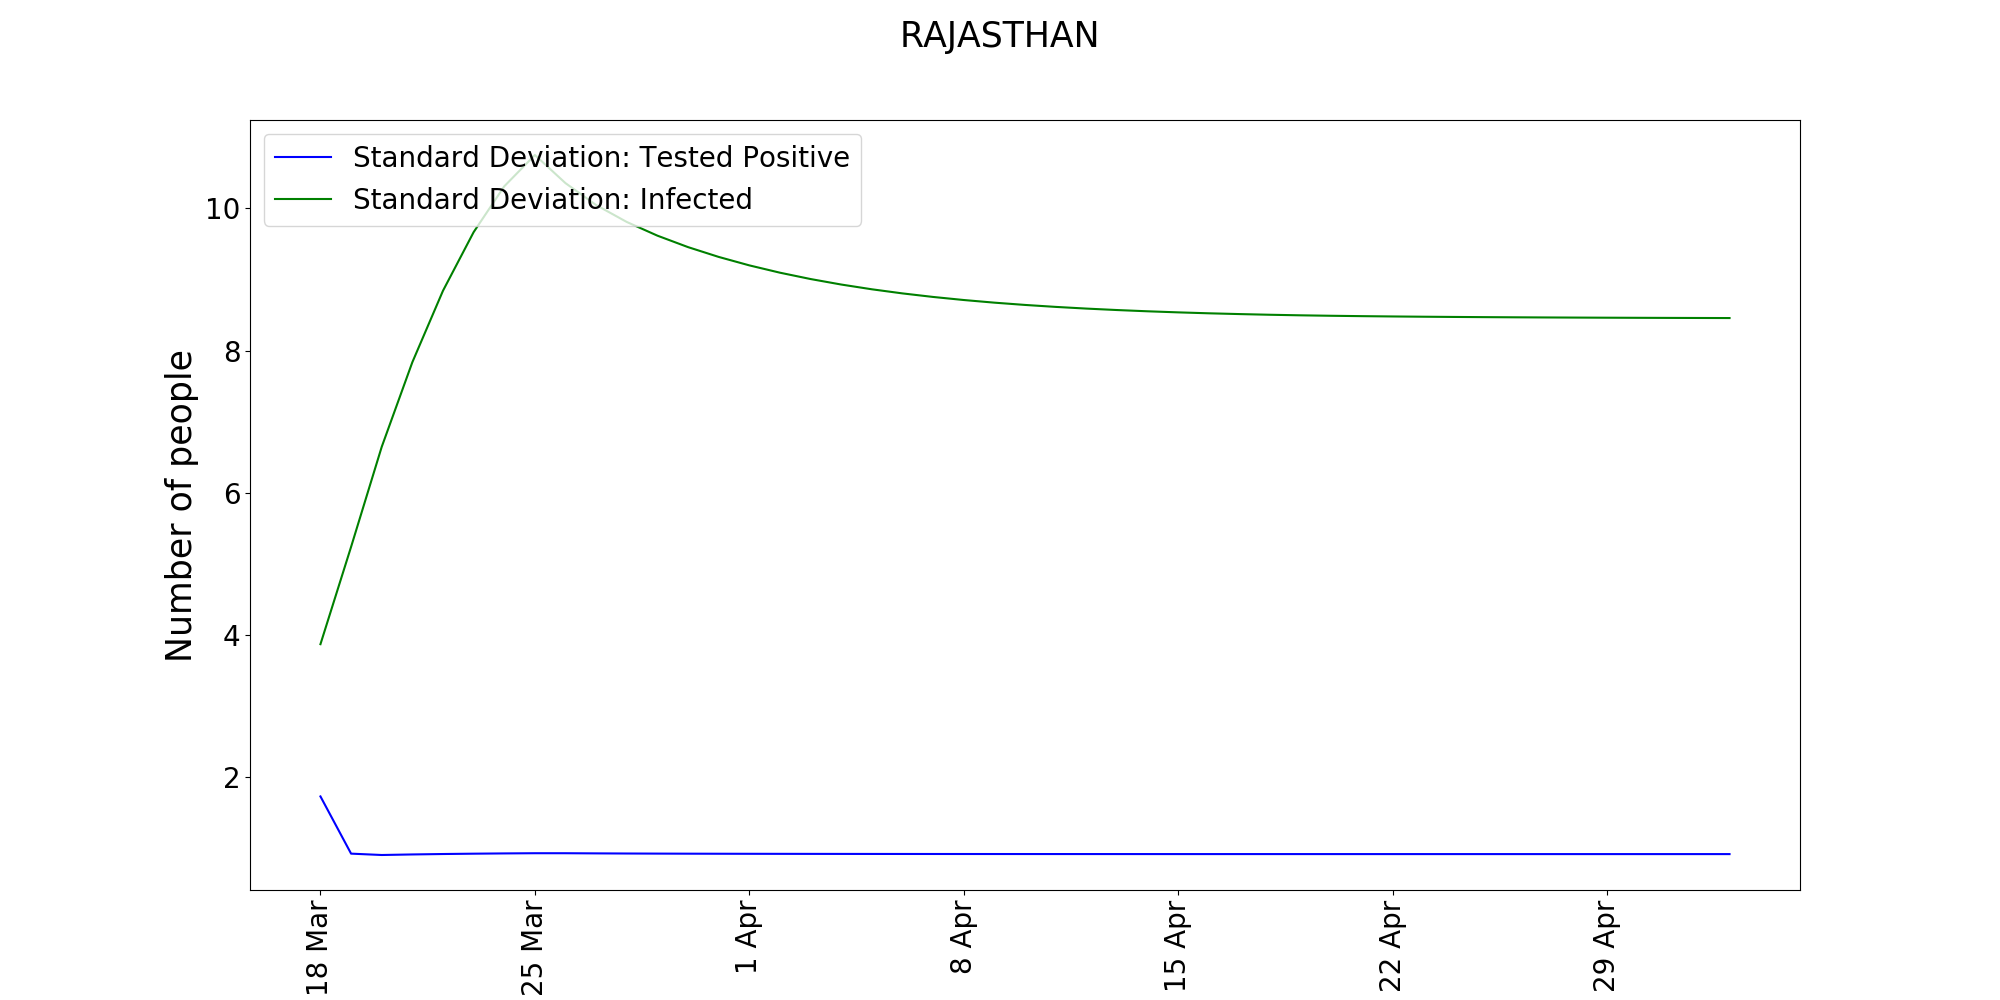 RAJASTHAN
Standard Deviation: Tested Positive
Standard Deviation: Infected
Number of people
10
8
6
4
2
18 Mar
25 Mar
1 Apr
8 Apr
15 Apr
22 Apr
29 Apr